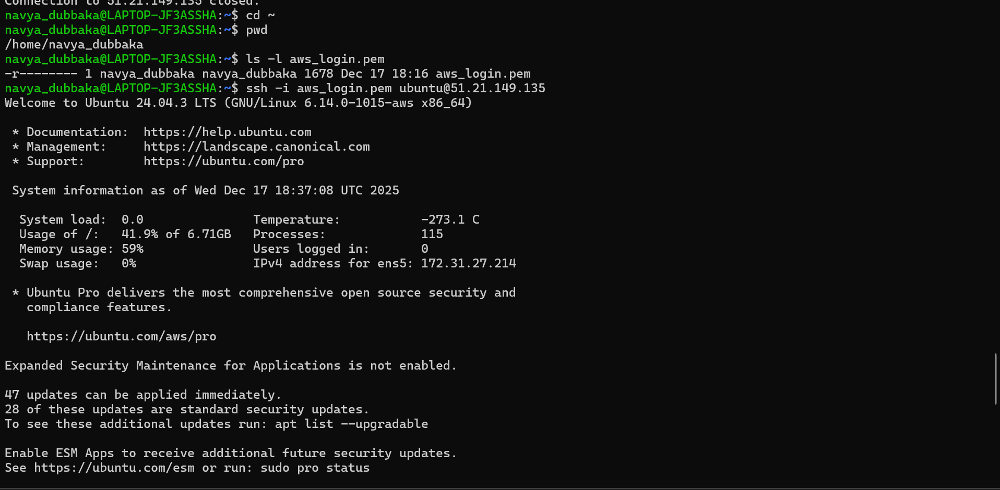 Connection to 51.21.149.135 closed.
navya_dubbaka@LAPTOP-JF3ASSHA:~$ cd ~
navya_dubbaka@LAPTOP-JF3ASSHA:~$ pwd
/home/navya_dubbaka
navya_dubbaka@LAPTOP-JF3ASSHA:~$ ls -l aws_login.pem
-r-------- 1 navya_dubbaka navya_dubbaka 1678 Dec 17 18:16 aws_login.pem
navya_dubbaka@LAPTOP-JF3ASSHA:~$ ssh -i aws_login.pem ubuntu@51.21.149.135
Welcome to Ubuntu 24.04.3 LTS (GNU/Linux 6.14.0-1015-aws x86_64)
* Documentation:  https://help.ubuntu.com
* Management:     https://landscape.canonical.com
* Support:        https://ubuntu.com/pro
System information as of Wed Dec 17 18:37:08 UTC 2025
System load:  0.0               Temperature:           -273.1 C
Usage of /:   41.9% of 6.71GB   Processes:             115
Memory usage: 59%               Users logged in:       0
Swap usage:   0%                IPv4 address for ens5: 172.31.27.214
* Ubuntu Pro delivers the most comprehensive open source security and
compliance features.
https://ubuntu.com/aws/pro
Expanded Security Maintenance for Applications is not enabled.
47 updates can be applied immediately.
28 of these updates are standard security updates.
To see these additional updates run: apt list --upgradable
Enable ESM Apps to receive additional future security updates.
See https://ubuntu.com/esm or run: sudo pro status